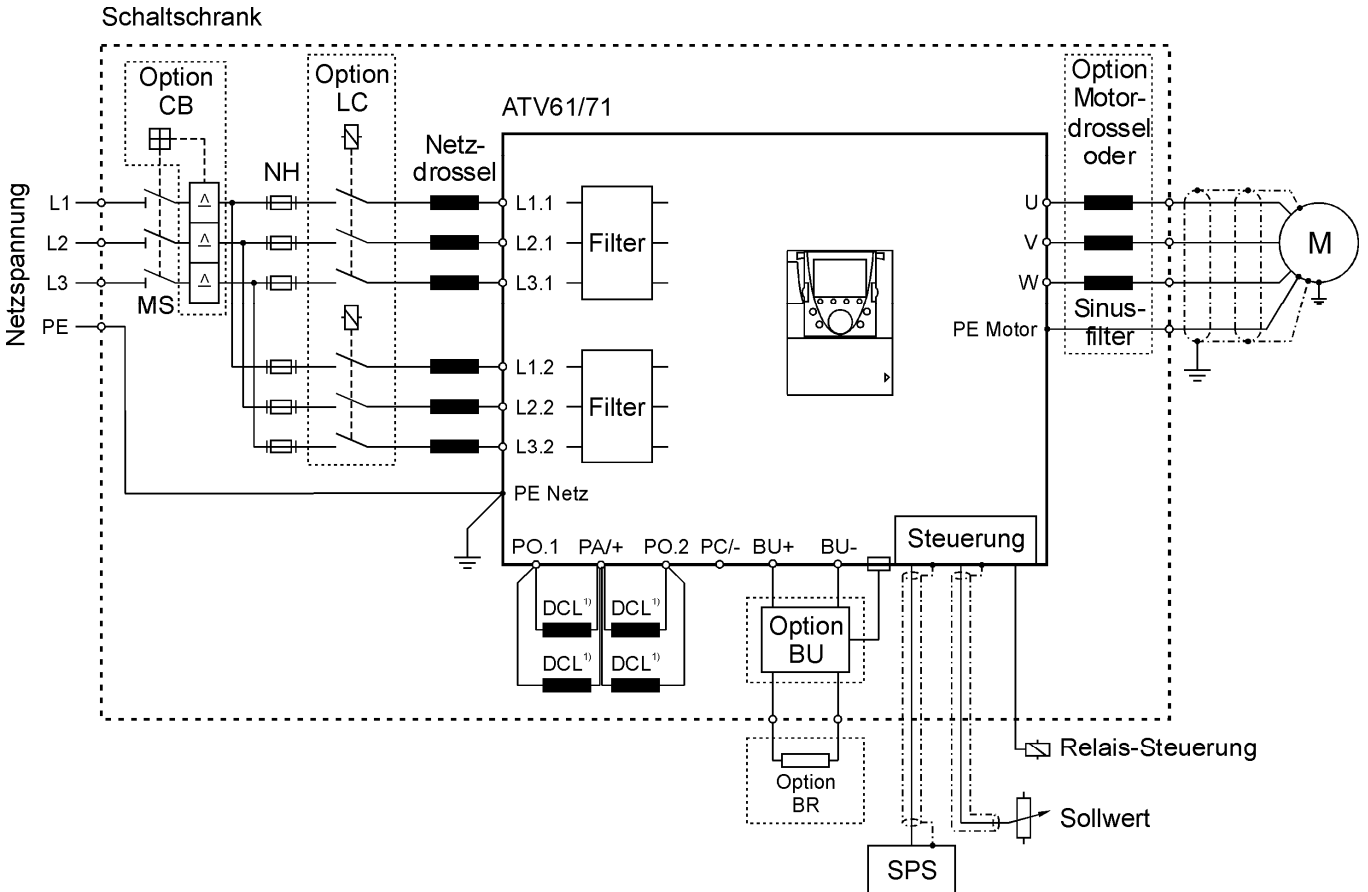 Schaltschrank
Option
CB
Option
LC
ATV61/71
Option
Motor-
drossel
oder
Netz-
drossel
NH
Netzspannung
L1
L2
L3
PE
MS
Λ
Λ
Λ
L1.1
L2.1
L3.1
Filter
L1.2
L2.2
L3.2
Filter
U
V
W
PE Motor
Sinus-
filter
M
PE Netz
PO.1 PA/+ PO.2 PC/- BU+ BU-
Steuerung
DCL¹⁾ DCL¹⁾
DCL¹⁾ DCL¹⁾
Option
BU
Option
BR
Relais-Steuerung
Sollwert
SPS